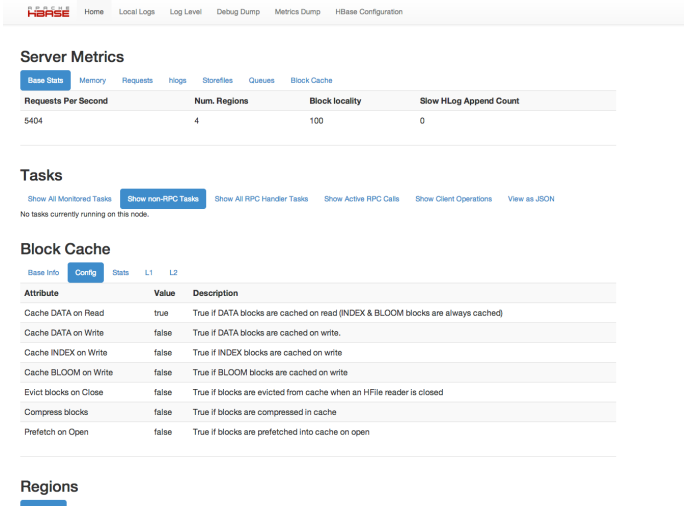 APACHE
HBASE Home Local Logs Log Level Debug Dump Metrics Dump HBase Configuration
Server Metrics
Base Stats Memory Requests hlogs Storefiles Queues Block Cache
Requests Per Second Num. Regions Block locality Slow HLog Append Count
5404 4 100 0
Tasks
Show All Monitored Tasks Show non-RPC Tasks Show All RPC Handler Tasks Show Active RPC Calls Show Client Operations View as JSON
No tasks currently running on this node.
Block Cache
Base Info Config Stats L1 L2
Attribute Value Description
Cache DATA on Read true True if DATA blocks are cached on read (INDEX & BLOOM blocks are always cached)
Cache DATA on Write false True if DATA blocks are cached on write.
Cache INDEX on Write false True if INDEX blocks are cached on write
Cache BLOOM on Write false True if BLOOM blocks are cached on write
Evict blocks on Close false True if blocks are evicted from cache when an HFile reader is closed
Compress blocks false True if blocks are compressed in cache
Prefetch on Open false True if blocks are prefetched into cache on open
Regions